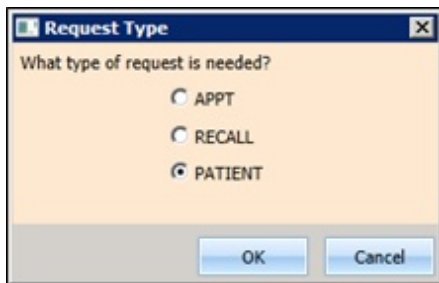 Request Type
What type of request is needed?
APPT
RECALL
PATIENT
OK Cancel